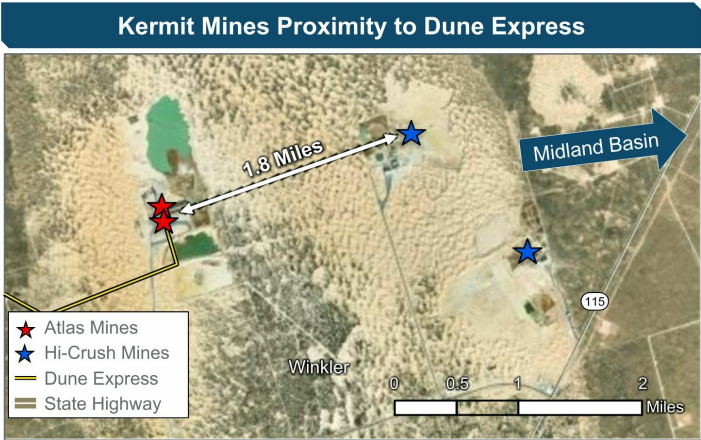 Kermit Mines Proximity to Dune Express
1.8 Miles
Midland Basin
115
Atlas Mines
Hi-Crush Mines
Dune Express
State Highway
Winkler
0 0.5 1 2
Miles